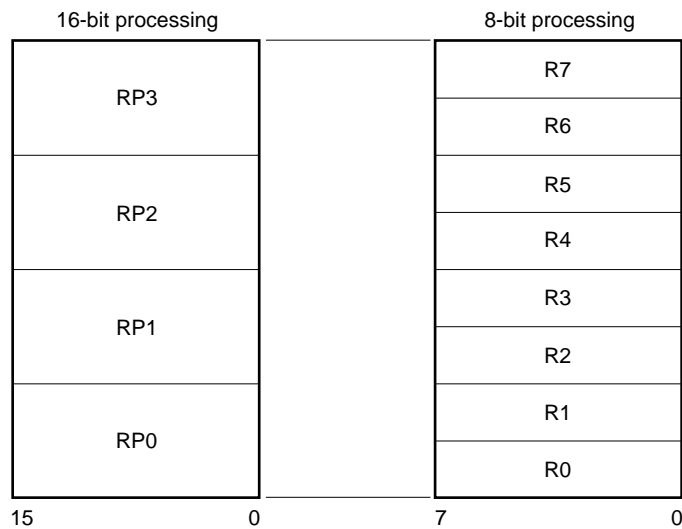 16-bit processing
8-bit processing
RP3
RP2
RP1
RP0
R7
R6
R5
R4
R3
R2
R1
R0
15 0
7 0